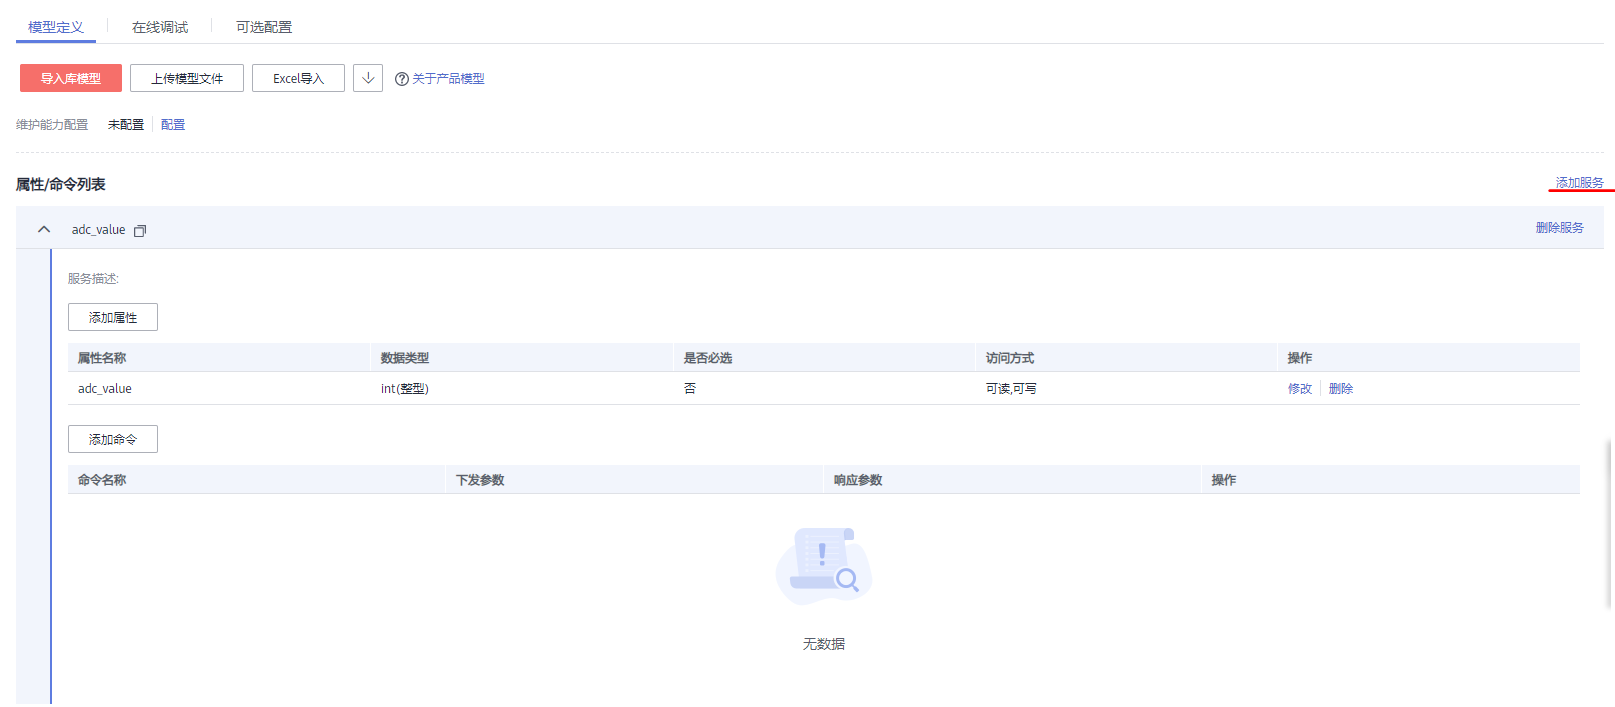 模型定义 在线调试 可选配置
导入库模型 上传模型文件 Excel导入 关于产品模型
维护能力配置 未配置 配置
属性/命令列表 添加服务
adc_value 删除服务
服务描述:
添加属性
属性名称 数据类型 是否必选 访问方式 操作
adc_value int(整型) 否 可读,可写 修改 删除
添加命令
命令名称 下发参数 响应参数 操作
无数据